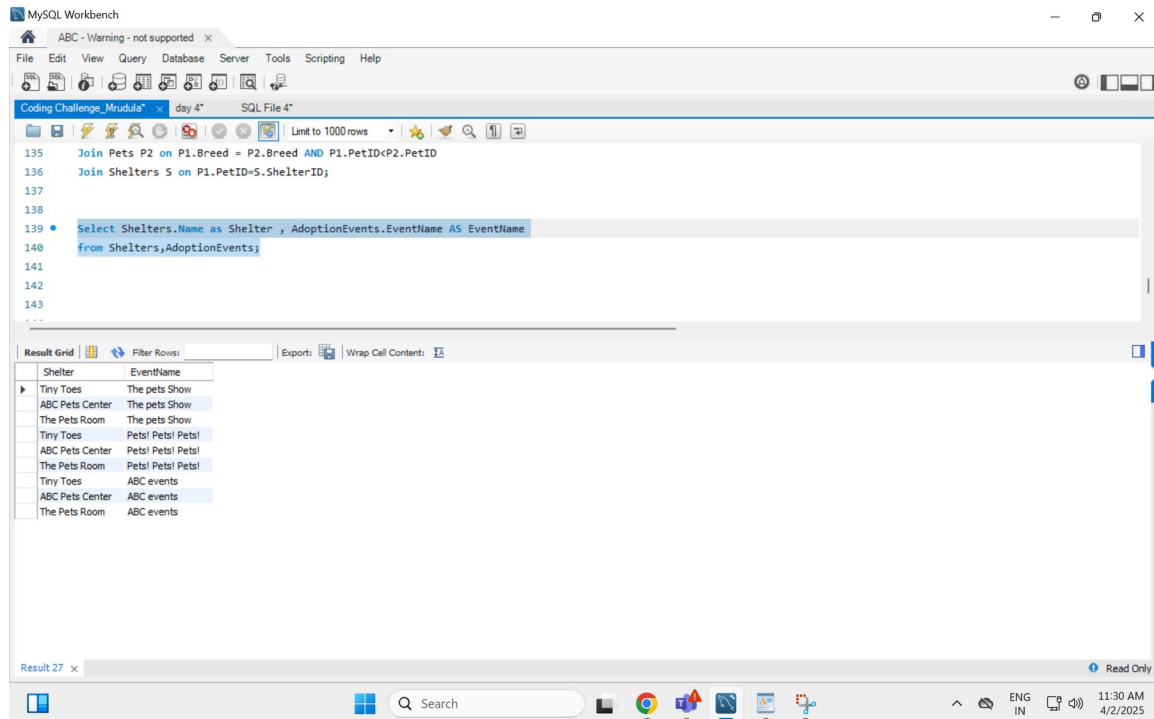 MySQL Workbench
ABC - Warning - not supported
File Edit View Query Database Server Tools Scripting Help
Coding Challenge_Mrudula* day 4* SQL File 4*
Limit to 1000 rows
135 Join Pets P2 on P1.Breed = P2.Breed AND P1.PetID<P2.PetID
136 Join Shelters S on P1.PetID=S.ShelterID;
137
138
139 Select Shelters.Name as Shelter , AdoptionEvents.EventName AS EventName
140 from Shelters,AdoptionEvents;
141
142
143
Result Grid Filter Rows: Export: Wrap Cell Content:
Shelter EventName
Tiny Toes The pets Show
ABC Pets Center The pets Show
The Pets Room The pets Show
Tiny Toes Pets! Pets! Pets!
ABC Pets Center Pets! Pets! Pets!
The Pets Room Pets! Pets! Pets!
Tiny Toes ABC events
ABC Pets Center ABC events
The Pets Room ABC events
Result 27 Read Only
Search
ENG
IN
11:30 AM
4/2/2025